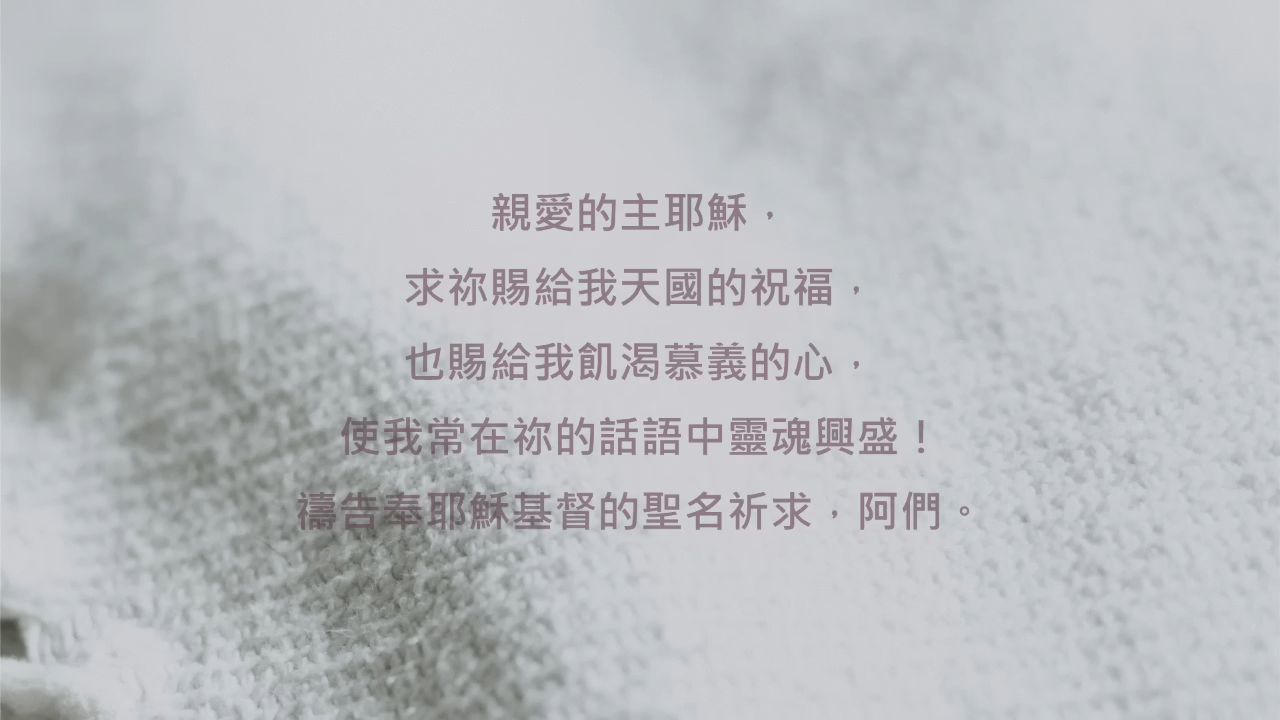 親愛的主耶穌，
求祢賜給我天國的祝福，
也賜給我飢渴慕義的心，
使我常在祢的話語中靈魂興盛！
禱告奉耶穌基督的聖名祈求，阿們。